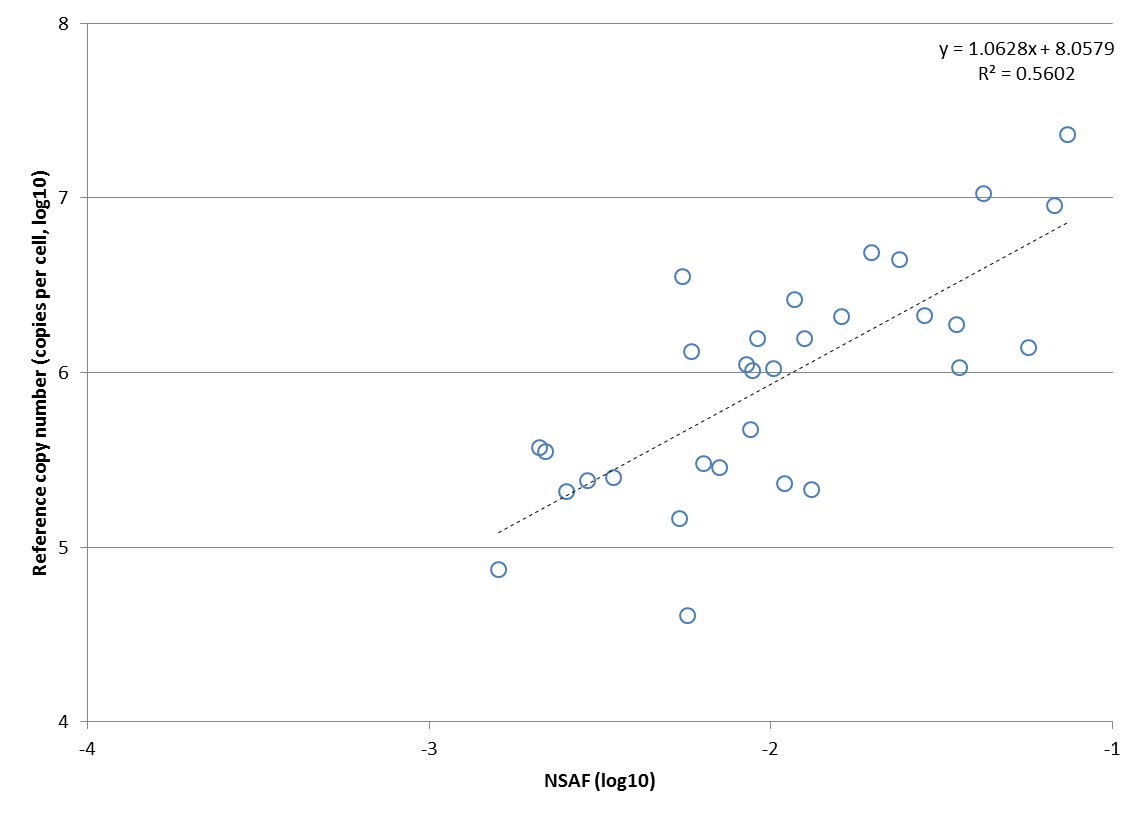 y = 1.0628x + 8.0579
R² = 0.5602
8
7
6
5
4
-4
-3
-2
-1
Reference copy number (copies per cell, log10)
NSAF (log10)